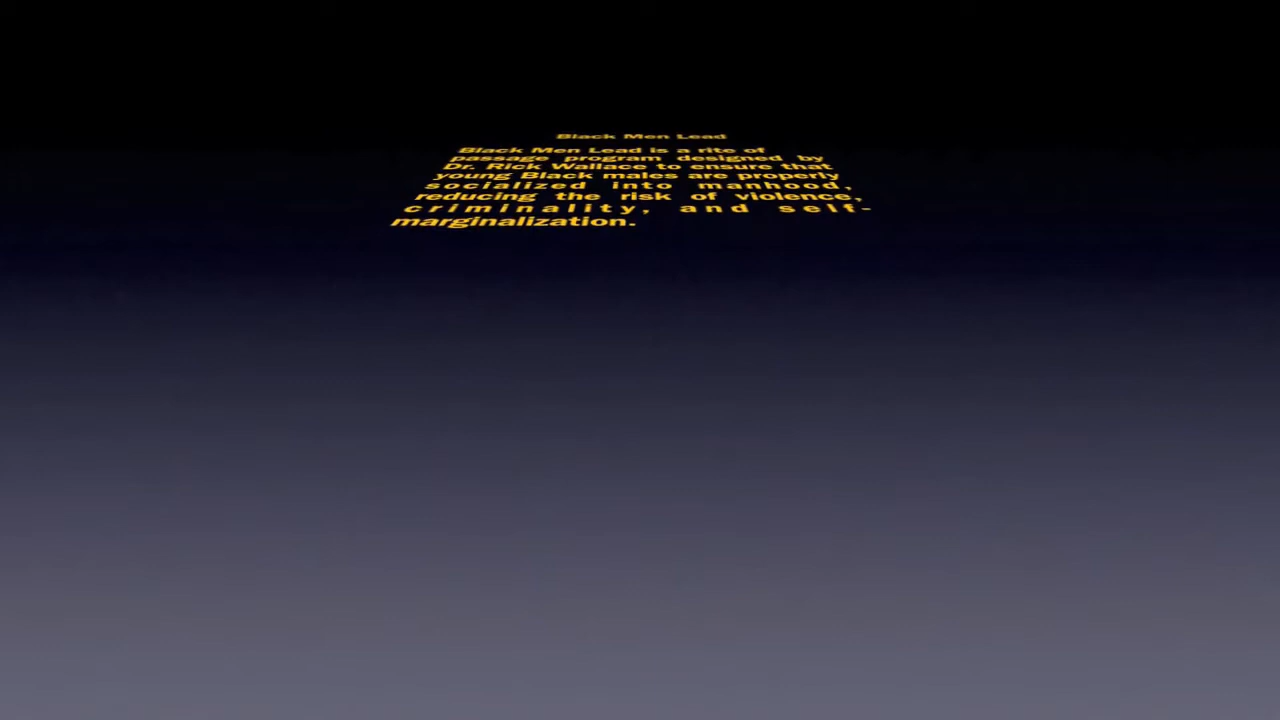 Black Men Lead
Black Men Lead is a rite of
passage program designed by
Dr. Rick Wallace to ensure that
young Black males are properly
socialized into manhood,
reducing the risk of violence,
criminality, and self-
marginalization.